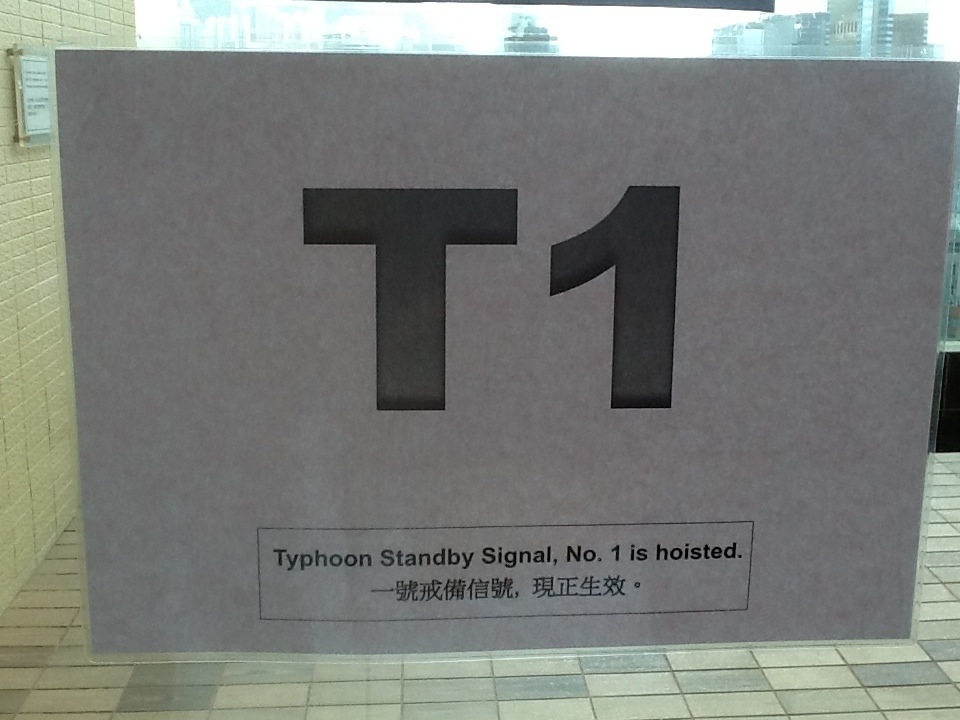 T1
Typhoon Standby Signal, No. 1 is hoisted.
一號戒備信號, 現正生效。